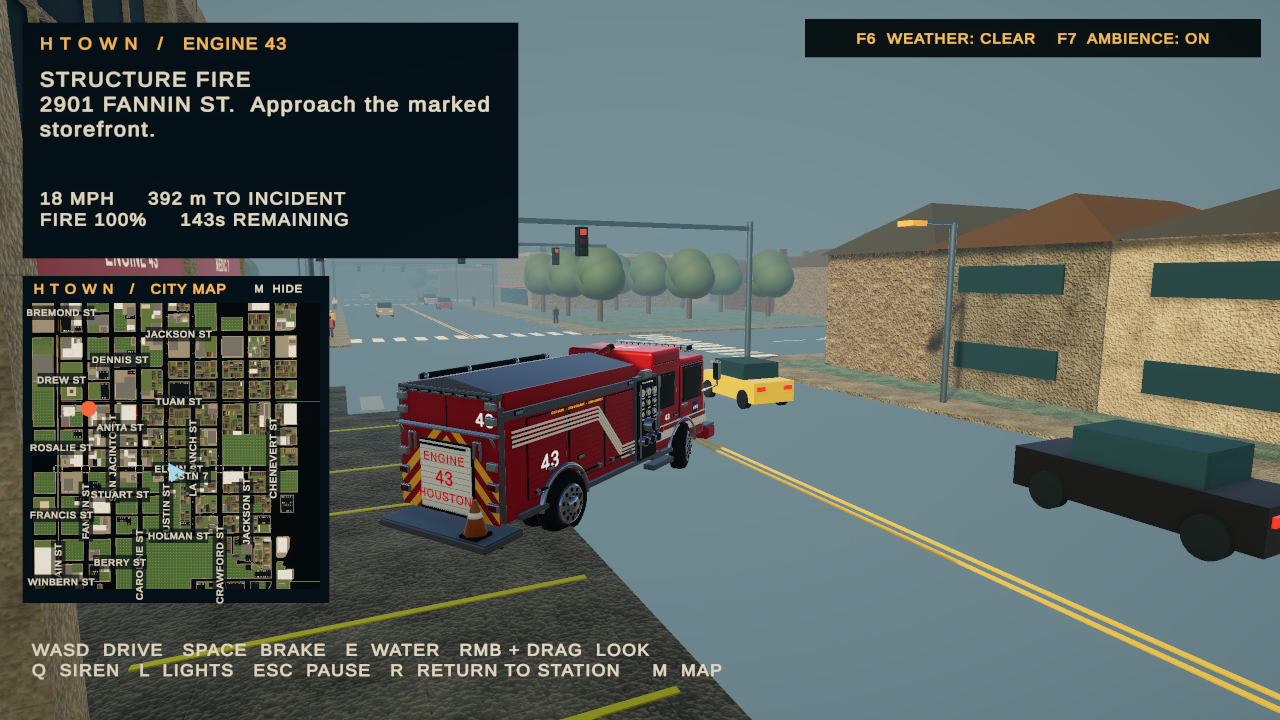 HTOWN / ENGINE 43
STRUCTURE FIRE
2901 FANNIN ST. Approach the marked
storefront.
18 MPH 392 m TO INCIDENT
FIRE 100% 143s REMAINING
F6 WEATHER: CLEAR F7 AMBIENCE: ON
ENGINE 43
HTOWN / CITY MAP M HIDE
BREMOND ST
JACKSON ST
DENNIS ST
DREW ST
TUAM ST
ANITA ST
ROSALIE ST
CHENEVERT ST
STUART ST
FRANCIS ST
JACKSON ST
HOLMAN ST
BERRY ST
WINBERN ST
CRAWFORD ST
43
43
ENGINE
43
HOUSTON
WASD DRIVE SPACE BRAKE E WATER RMB + DRAG LOOK
Q SIREN L LIGHTS ESC PAUSE R RETURN TO STATION M MAP